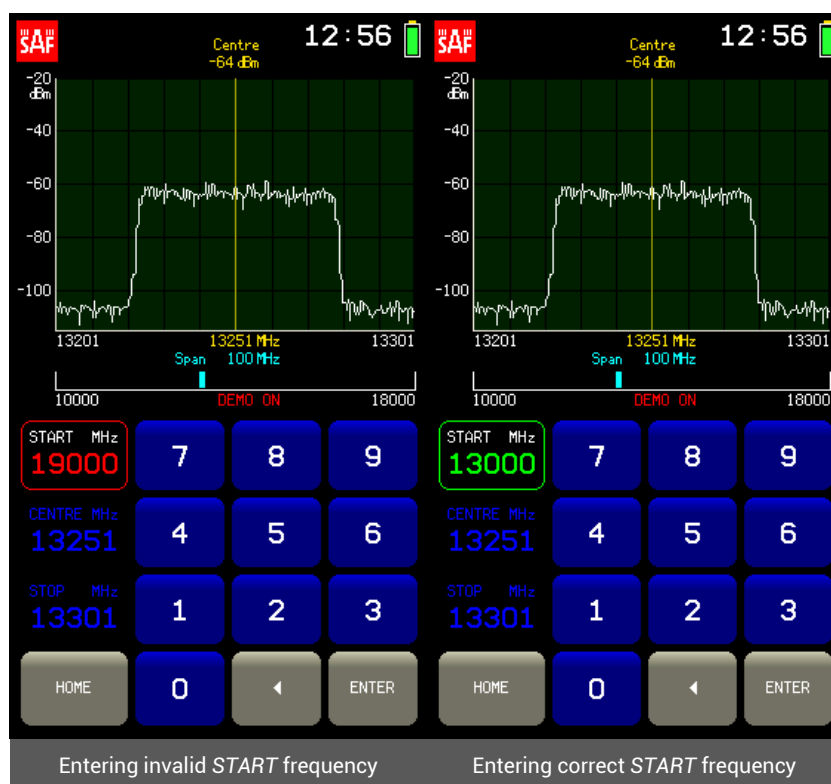 SAF
Centre
-64 dBm
12:56
-20
dBm
-40
-60
-80
-100
13201
13251 MHz
13301
Span 100 MHz
10000
DEMO ON
18000
START MHz
19000
7
8
9
CENTRE MHz
13251
4
5
6
STOP MHz
13301
1
2
3
HOME
0
ENTER
Entering invalid START frequency
SAF
Centre
-64 dBm
12:56
-20
dBm
-40
-60
-80
-100
13201
13251 MHz
13301
Span 100 MHz
10000
DEMO ON
18000
START MHz
13000
7
8
9
CENTRE MHz
13251
4
5
6
STOP MHz
13301
1
2
3
HOME
0
ENTER
Entering correct START frequency